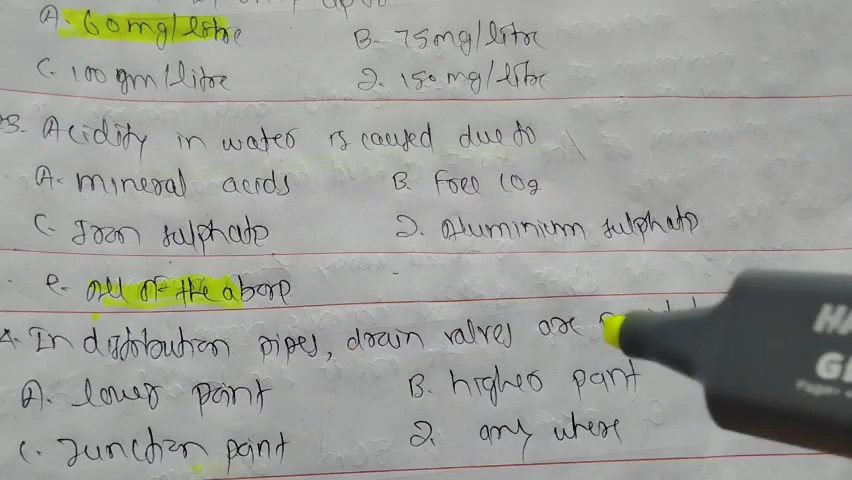 A. 60mg/litre B. 75mg/litre
C. 100gm/litre D. 150 mg/litre
3. Acidity in water is caused due to
A. mineral acids B. Free CO2
C. Iron sulphate D. Aluminium sulphate
e. All of the above
4. In distribution pipes, drain valves are
A. lower point B. higher point
C. Junction point D. any where